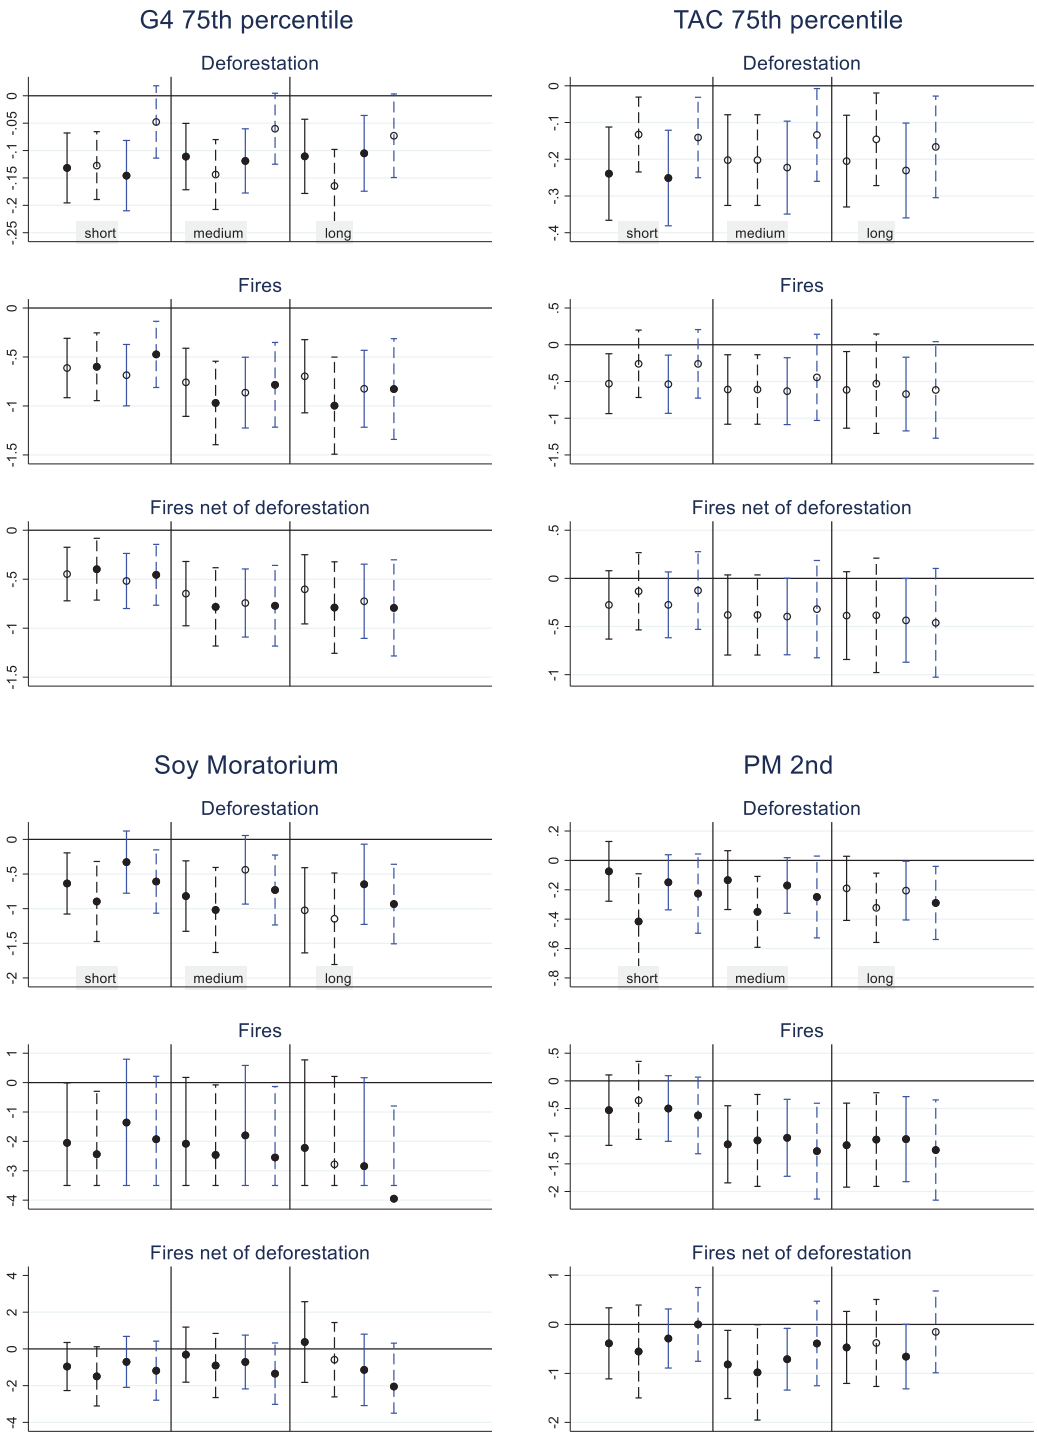 G4 75th percentile
Deforestation
0
-.05
-.1
-.15
-.2
-.25
short
medium
long
Fires
0
-.5
-1
-1.5
Fires net of deforestation
0
-.5
-1
-1.5
TAC 75th percentile
Deforestation
0
-.1
-.2
-.3
-.4
short
medium
long
Fires
.5
0
-.5
-1
-1.5
Fires net of deforestation
.5
0
-.5
-1
Soy Moratorium
Deforestation
0
-.5
-1
-1.5
-2
short
medium
long
Fires
1
0
-1
-2
-3
-4
Fires net of deforestation
4
2
0
-2
-4
PM 2nd
Deforestation
.2
0
-.2
-.4
-.6
-.8
short
medium
long
Fires
.5
0
-.5
-1
-1.5
-2
Fires net of deforestation
1
0
-1
-2